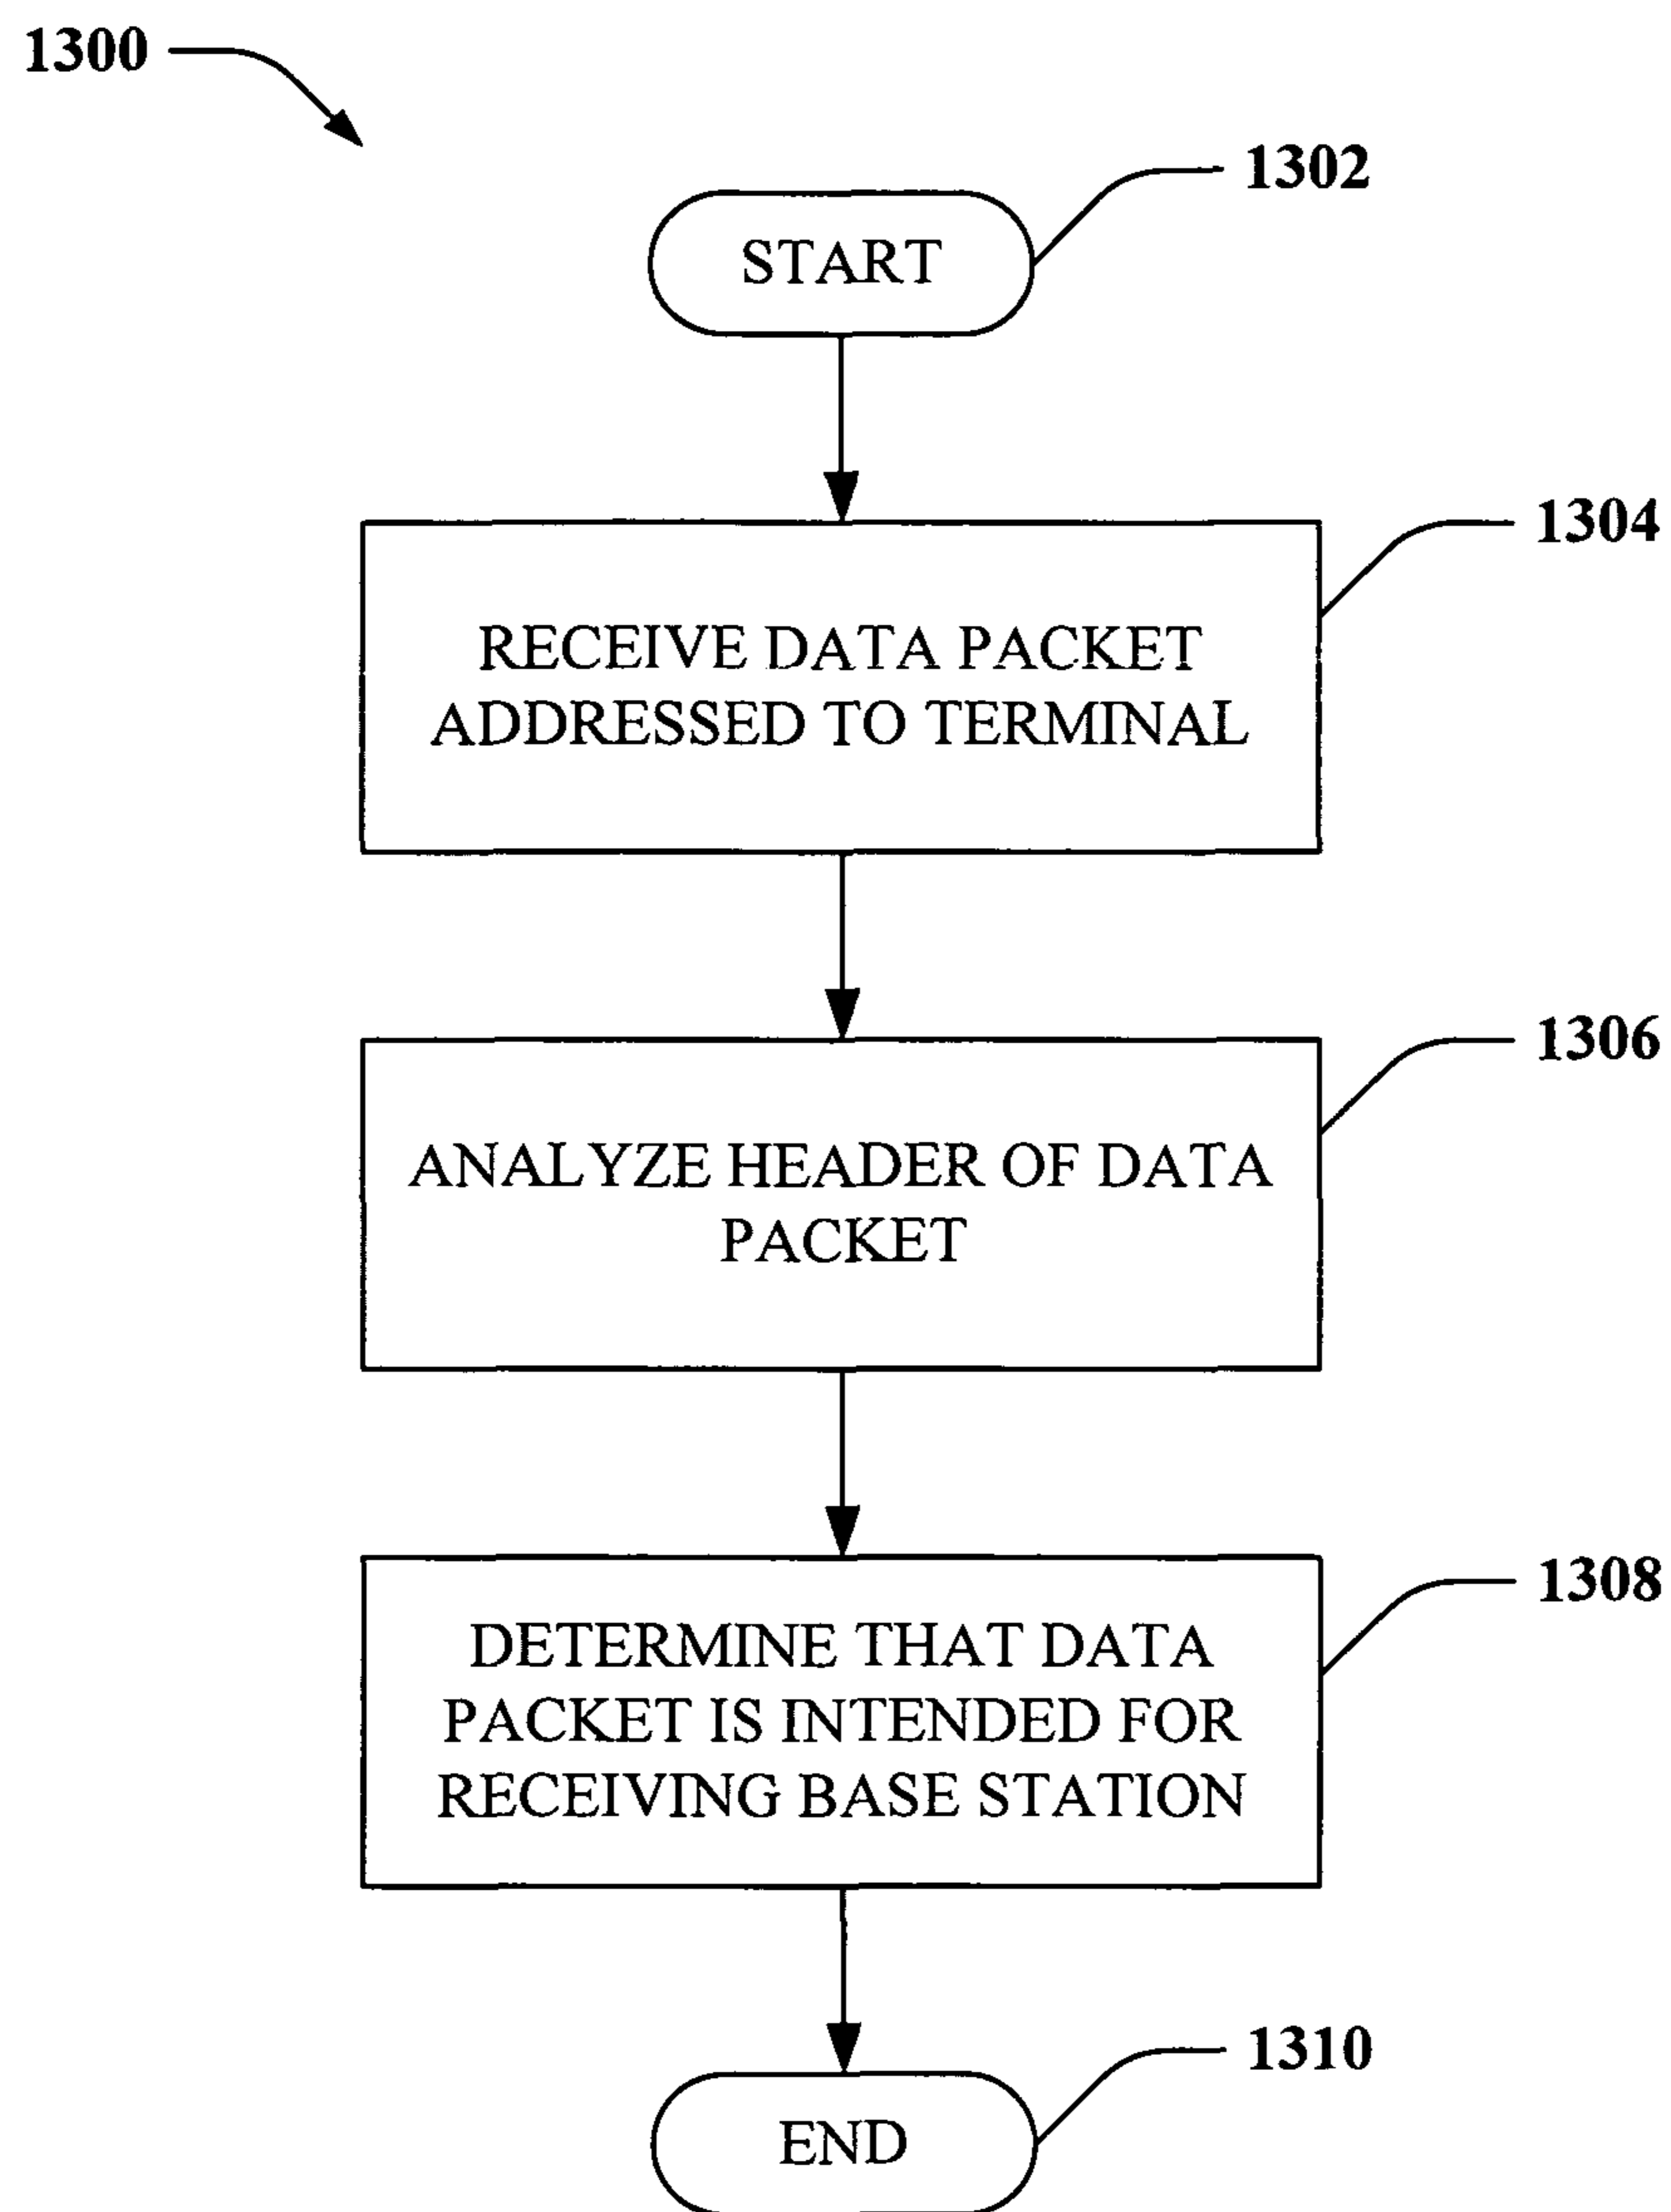 1300
1302
START
1304
RECEIVE DATA PACKET
ADDRESSED TO TERMINAL
1306
ANALYZE HEADER OF DATA
PACKET
1308
DETERMINE THAT DATA
PACKET IS INTENDED FOR
RECEIVING BASE STATION
1310
END